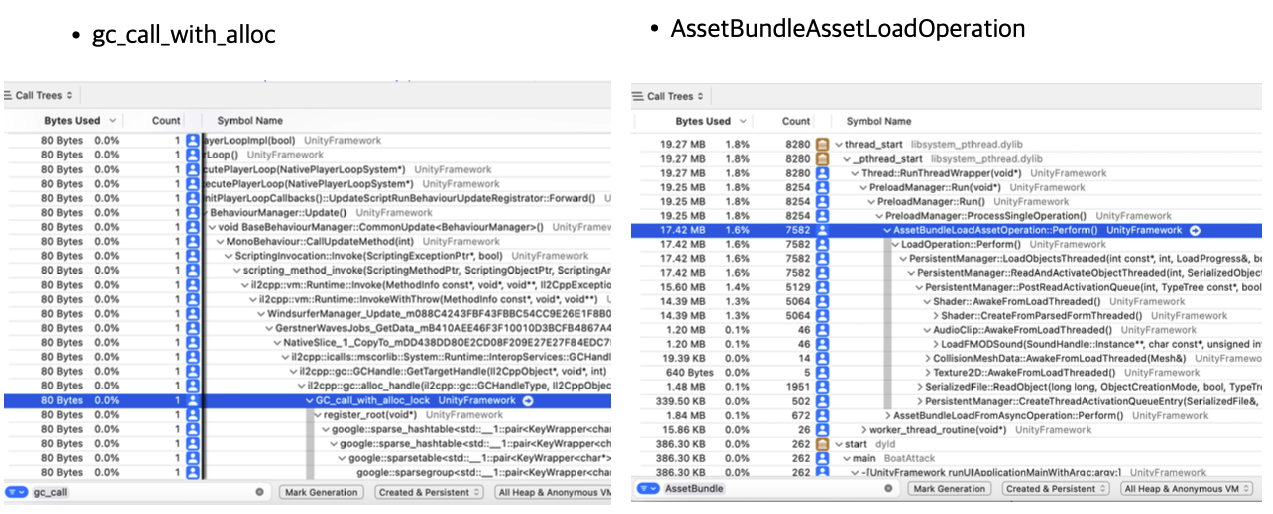 • gc_call_with_alloc
Call Trees
Bytes Used Count Symbol Name
80 Bytes 0.0% 1 ayerLoopImpl(bool) UnityFramework
80 Bytes 0.0% 1 rLoop() UnityFramework
80 Bytes 0.0% 1 cutePlayerLoop(NativePlayerLoopSystem*) UnityFramework
80 Bytes 0.0% 1 ecutePlayerLoop(NativePlayerLoopSystem*) UnityFramework
80 Bytes 0.0% 1 nitPlayerLoopCallbacks()::UpdateScriptRunBehaviourUpdateRegistrator::Forward() U
80 Bytes 0.0% 1 BehaviourManager::Update() UnityFramework
80 Bytes 0.0% 1 void BaseBehaviourManager::CommonUpdate<BehaviourManager>() UnityFramew
80 Bytes 0.0% 1 MonoBehaviour::CallUpdateMethod(int) UnityFramework
80 Bytes 0.0% 1 ScriptingInvocation::Invoke(ScriptingExceptionPtr*, bool) UnityFramework
80 Bytes 0.0% 1 scripting_method_invoke(ScriptingMethodPtr, ScriptingObjectPtr, ScriptingAr
80 Bytes 0.0% 1 il2cpp::vm::Runtime::Invoke(MethodInfo const*, void*, void**, Il2CppException
80 Bytes 0.0% 1 il2cpp::vm::Runtime::InvokeWithThrow(MethodInfo const*, void*, void**) U
80 Bytes 0.0% 1 WindsurferManager_Update_m088C4243FBF43FBBC54CC9E26E1F8B0
80 Bytes 0.0% 1 GerstnerWavesJobs_GetData_mB410AEE46F3F10010D3BCFB4867A4
80 Bytes 0.0% 1 NativeSlice_1_CopyTo_mDD438DD80E2CD08F209E27E27F84EDC7
80 Bytes 0.0% 1 il2cpp::icalls::mscorlib::System::Runtime::InteropServices::GCHandl
80 Bytes 0.0% 1 il2cpp::gc::GCHandle::GetTargetHandle(Il2CppObject*, void*, int)
80 Bytes 0.0% 1 il2cpp::gc::alloc_handle(il2cpp::gc::GCHandleType, Il2CppObjec
80 Bytes 0.0% 1 GC_call_with_alloc_lock UnityFramework
80 Bytes 0.0% 1 register_root(void*) UnityFramework
80 Bytes 0.0% 1 google::sparse_hashtable<std::__1::pair<KeyWrapper<char
80 Bytes 0.0% 1 google::sparse_hashtable<std::__1::pair<KeyWrapper<cha
80 Bytes 0.0% 1 google::sparsetable<std::__1::pair<KeyWrapper<char*>
80 Bytes 0.0% 1 google::sparsegroup<std::__1::pair<KeyWrapper<cha
gc_call Mark Generation Created & Persistent All Heap & Anonymous VM
• AssetBundleAssetLoadOperation
Call Trees
Bytes Used Count Symbol Name
19.27 MB 1.8% 8280 thread_start libsystem_pthread.dylib
19.27 MB 1.8% 8280 _pthread_start libsystem_pthread.dylib
19.27 MB 1.8% 8280 Thread::RunThreadWrapper(void*) UnityFramework
19.25 MB 1.8% 8254 PreloadManager::Run(void*) UnityFramework
19.25 MB 1.8% 8254 PreloadManager::Run() UnityFramework
19.25 MB 1.8% 8254 PreloadManager::ProcessSingleOperation() UnityFramework
17.42 MB 1.6% 7582 AssetBundleLoadAssetOperation::Perform() UnityFramework
17.42 MB 1.6% 7582 LoadOperation::Perform() UnityFramework
17.42 MB 1.6% 7582 PersistentManager::LoadObjectsThreaded(int const*, int, LoadProgress&, b
17.42 MB 1.6% 7582 PersistentManager::ReadAndActivateObjectThreaded(int, SerializedObject
15.60 MB 1.4% 5129 PersistentManager::PostReadActivationQueue(int, TypeTree const*, bool
14.39 MB 1.3% 5064 Shader::AwakeFromLoadThreaded() UnityFramework
14.39 MB 1.3% 5064 Shader::CreateFromParsedFormThreaded() UnityFramework
1.20 MB 0.1% 46 AudioClip::AwakeFromLoadThreaded() UnityFramework
1.20 MB 0.1% 46 LoadFMODSound(SoundHandle::Instance**, char const*, unsigned in
19.39 KB 0.0% 14 CollisionMeshData::AwakeFromLoadThreaded(Mesh&) UnityFramewo
640 Bytes 0.0% 5 Texture2D::AwakeFromLoadThreaded() UnityFramework
1.48 MB 0.1% 1951 SerializedFile::ReadObject(long long, ObjectCreationMode, bool, TypeTre
339.50 KB 0.0% 502 PersistentManager::CreateThreadActivationQueueEntry(SerializedFile&,
1.84 MB 0.1% 672 AssetBundleLoadFromAsyncOperation::Perform() UnityFramework
15.86 KB 0.0% 26 worker_thread_routine(void*) UnityFramework
386.30 KB 0.0% 262 start dyld
386.30 KB 0.0% 262 main BoatAttack
386.30 KB 0.0% 262 -[UnityFramework runUIApplicationMainWithArgc:argv:] UnityFramework
AssetBundle Mark Generation Created & Persistent All Heap & Anonymous VM